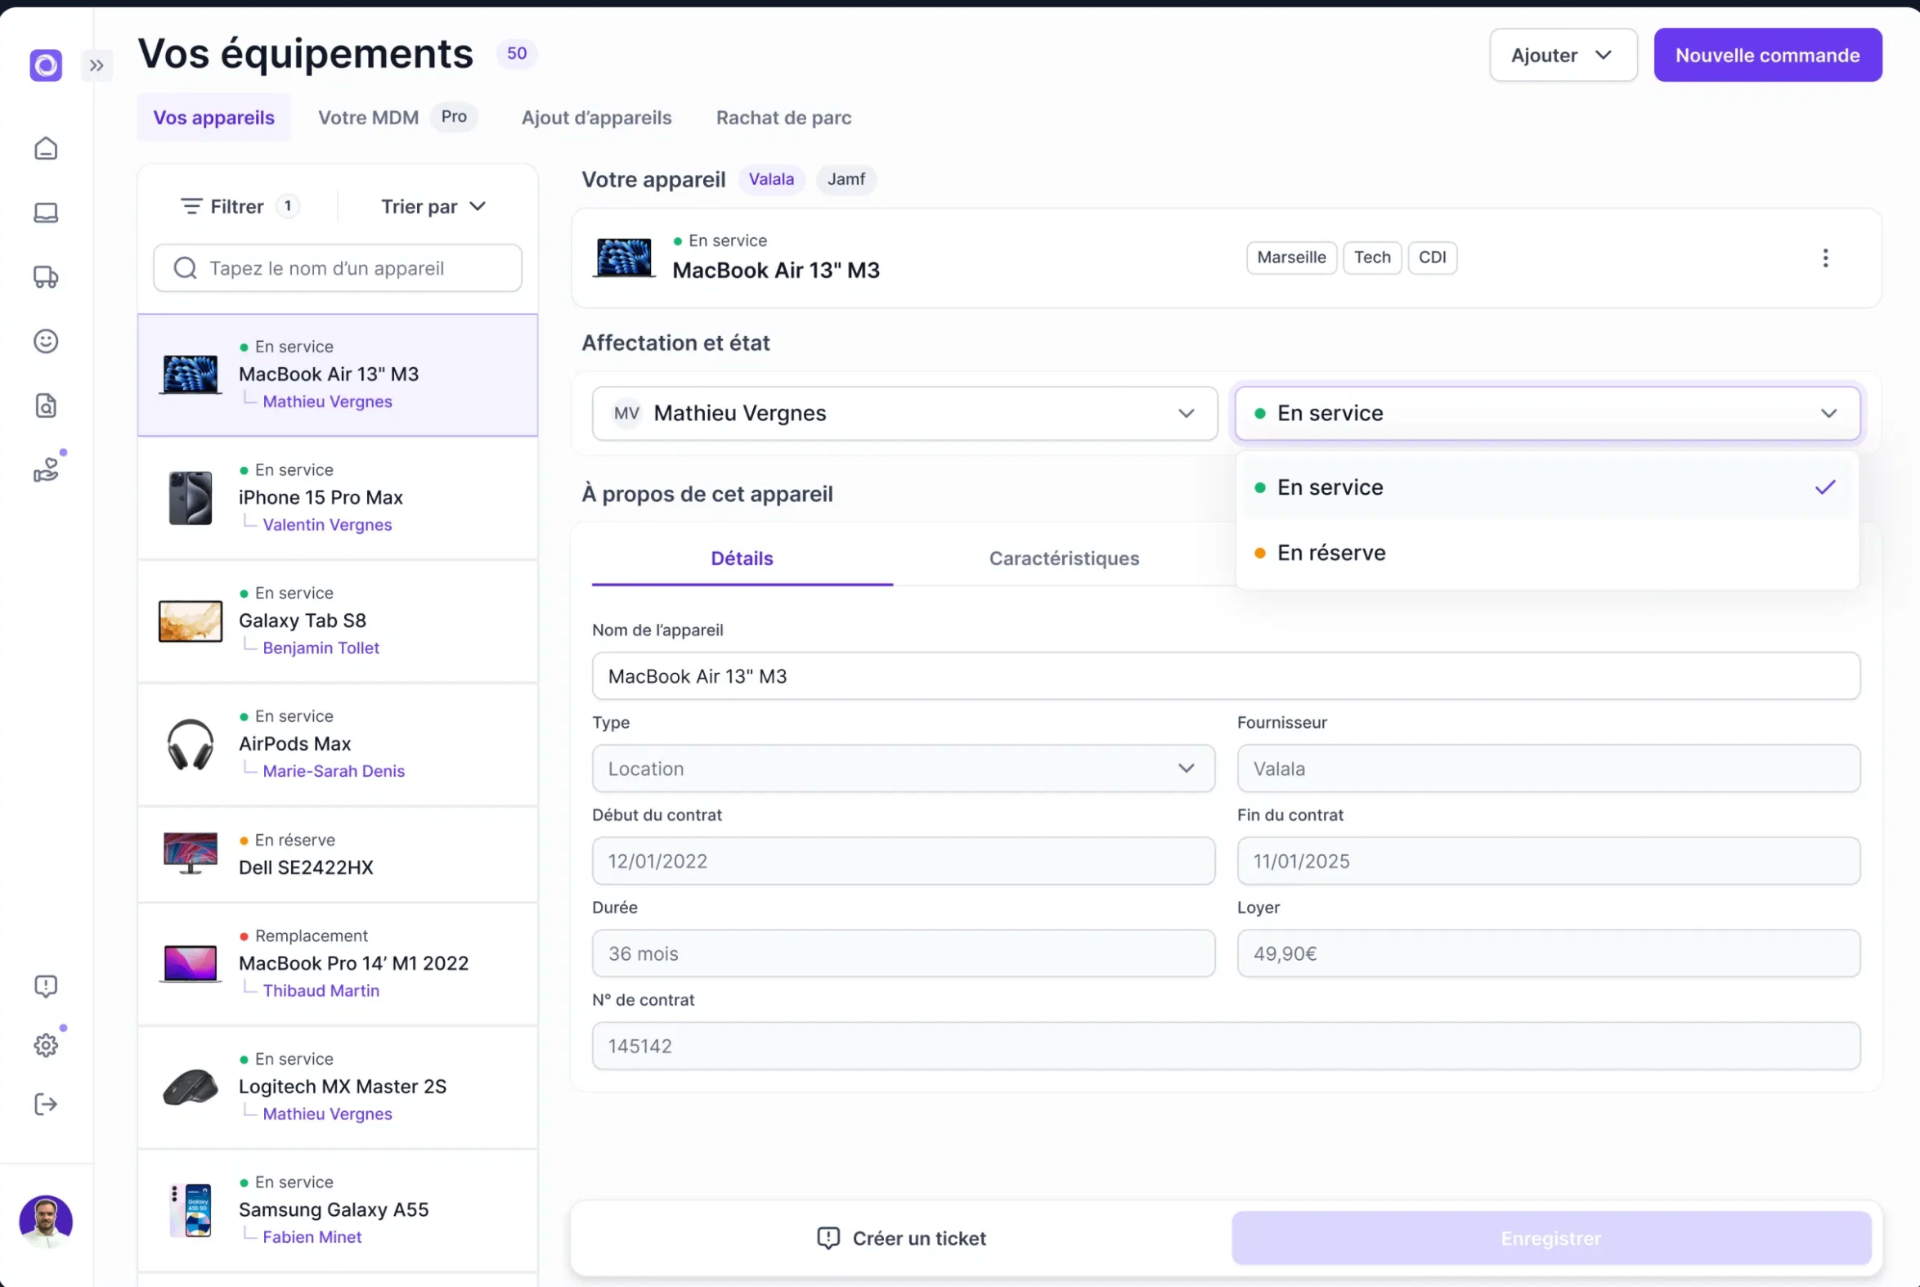 Vos équipements 50
Ajouter
Nouvelle commande
Vos appareils
Votre MDM Pro
Ajout d’appareils
Rachat de parc
Filtrer 1
Trier par
Tapez le nom d’un appareil
En service
MacBook Air 13" M3
Mathieu Vergnes
En service
iPhone 15 Pro Max
Valentin Vergnes
En service
Galaxy Tab S8
Benjamin Tollet
En service
AirPods Max
Marie-Sarah Denis
En réserve
Dell SE2422HX
Remplacement
MacBook Pro 14’ M1 2022
Thibaud Martin
En service
Logitech MX Master 2S
Mathieu Vergnes
En service
Samsung Galaxy A55
Fabien Minet
Votre appareil Valala Jamf
En service
MacBook Air 13" M3
Marseille Tech CDI
Affectation et état
MV Mathieu Vergnes
En service
En service
En réserve
À propos de cet appareil
Détails
Caractéristiques
Nom de l’appareil
MacBook Air 13" M3
Type
Location
Fournisseur
Valala
Début du contrat
12/01/2022
Fin du contrat
11/01/2025
Durée
36 mois
Loyer
49,90€
N° de contrat
145142
Créer un ticket
Enregistrer